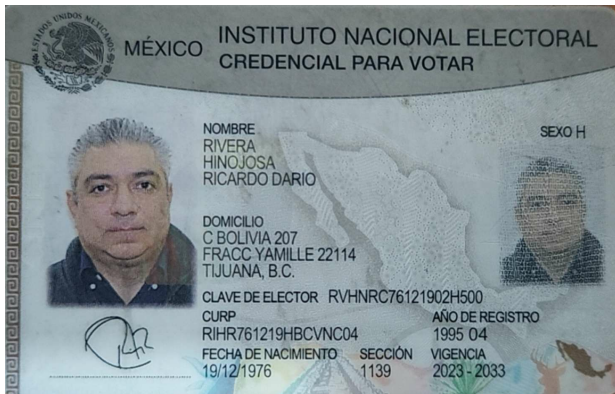 ESTADOS UNIDOS MEXICANOS
MÉXICO INSTITUTO NACIONAL ELECTORAL
CREDENCIAL PARA VOTAR
NOMBRE SEXO H
RIVERA
HINOJOSA
RICARDO DARIO
DOMICILIO
C BOLIVIA 207
FRACC YAMILLE 22114
TIJUANA, B.C.
CLAVE DE ELECTOR RVHNRC76121902H500
CURP AÑO DE REGISTRO
RIHR761219HBCVNC04 1995 04
FECHA DE NACIMIENTO SECCIÓN VIGENCIA
19/12/1976 1139 2023 - 2033